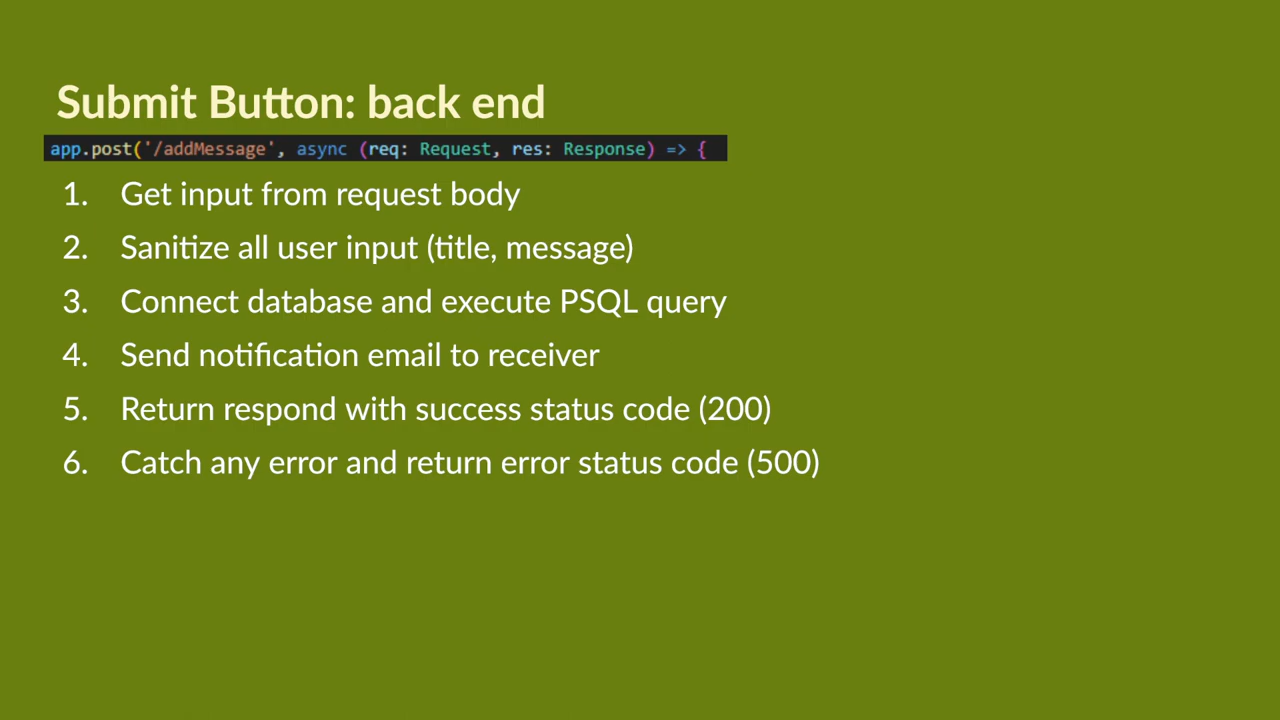 Submit Button: back end
app.post('/addMessage', async (req: Request, res: Response) => {
1. Get input from request body
2. Sanitize all user input (title, message)
3. Connect database and execute PSQL query
4. Send notification email to receiver
5. Return respond with success status code (200)
6. Catch any error and return error status code (500)